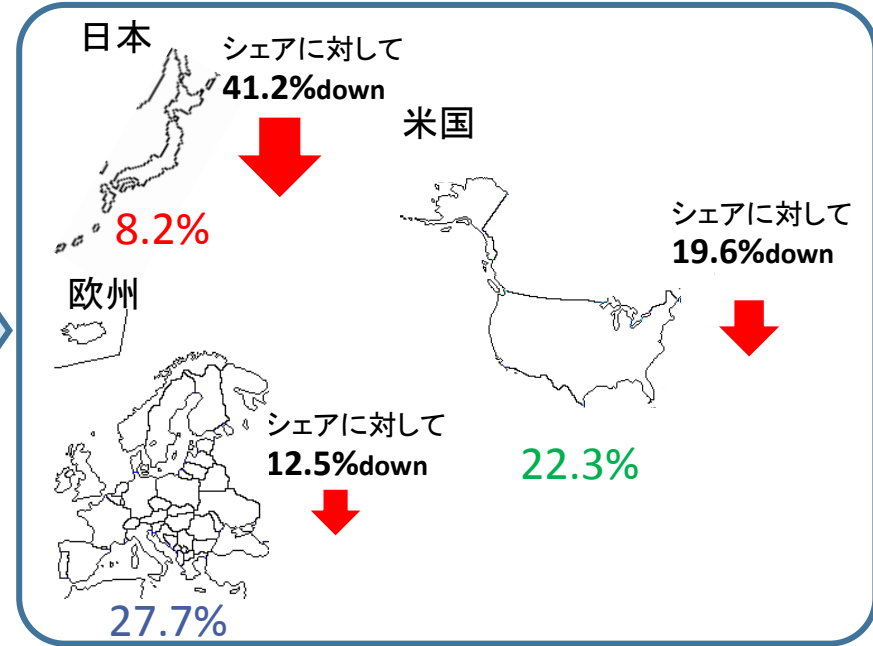 日本
シェアに対して
41.2%down
8.2%
米国
シェアに対して
19.6%down
22.3%
欧州
シェアに対して
12.5%down
27.7%